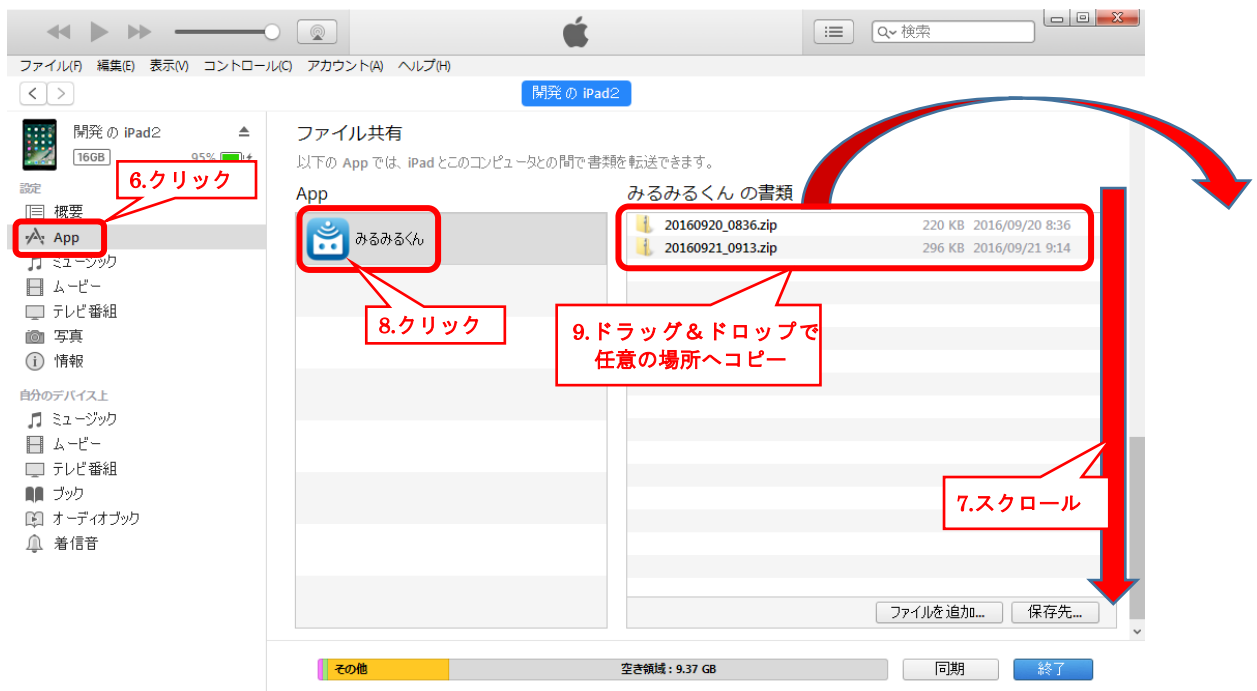 検索
ファイル(F) 編集(E) 表示(V) コントロール(C) アカウント(A) ヘルプ(H)
開発 の iPad2
開発 の iPad2
16GB 95%
設定
概要
App
ミュージック
ムービー
テレビ番組
写真
情報
自分のデバイス上
ミュージック
ムービー
テレビ番組
ブック
オーディオブック
着信音
6.クリック
ファイル共有
以下の App では、iPad とこのコンピュータとの間で書類を転送できます。
App
みるみるくん
8.クリック
みるみるくん の書類
20160920_0836.zip 220 KB 2016/09/20 8:36
20160921_0913.zip 296 KB 2016/09/21 9:14
9.ドラッグ＆ドロップで
任意の場所へコピー
7.スクロール
ファイルを追加... 保存先...
その他 空き領域：9.37 GB 同期 終了